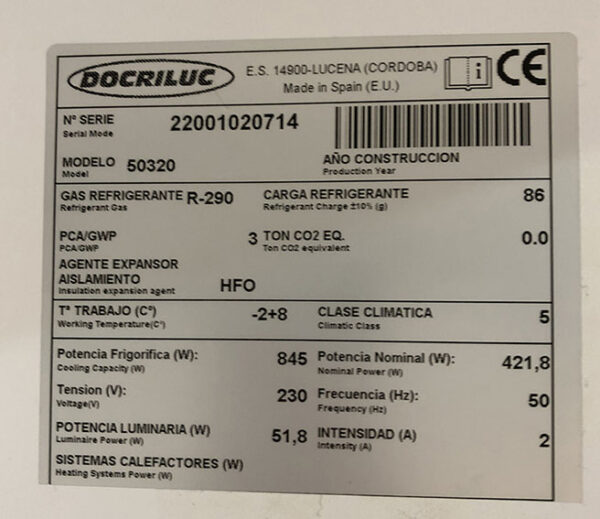 DOCRILUC E.S. 14900-LUCENA (CORDOBA)
Made in Spain (E.U.) i CE
Nº SERIE 22001020714
Serial Mode
MODELO 50320 AÑO CONSTRUCCION
Model Production Year
GAS REFRIGERANTE R-290 CARGA REFRIGERANTE 86
Refrigerant Gas Refrigerant Charge ±10% (g)
PCA/GWP 3 TON CO2 EQ. 0.0
PCA/GWP Ton CO2 equivalent
AGENTE EXPANSOR
AISLAMIENTO HFO
Insulation expansion agent
Tª TRABAJO (Cº) -2+8 CLASE CLIMATICA 5
Working Temperature(Cº) Climatic Class
Potencia Frigorifica (W): 845 Potencia Nominal (W): 421,8
Cooling Capacity (W) Nominal Power (W)
Tension (V): 230 Frecuencia (Hz): 50
Voltage(V) Frequency (Hz)
POTENCIA LUMINARIA (W) 51,8 INTENSIDAD (A) 2
Luminaire Power (W) Intensity (A)
SISTEMAS CALEFACTORES (W)
Heating Systems Power (W)